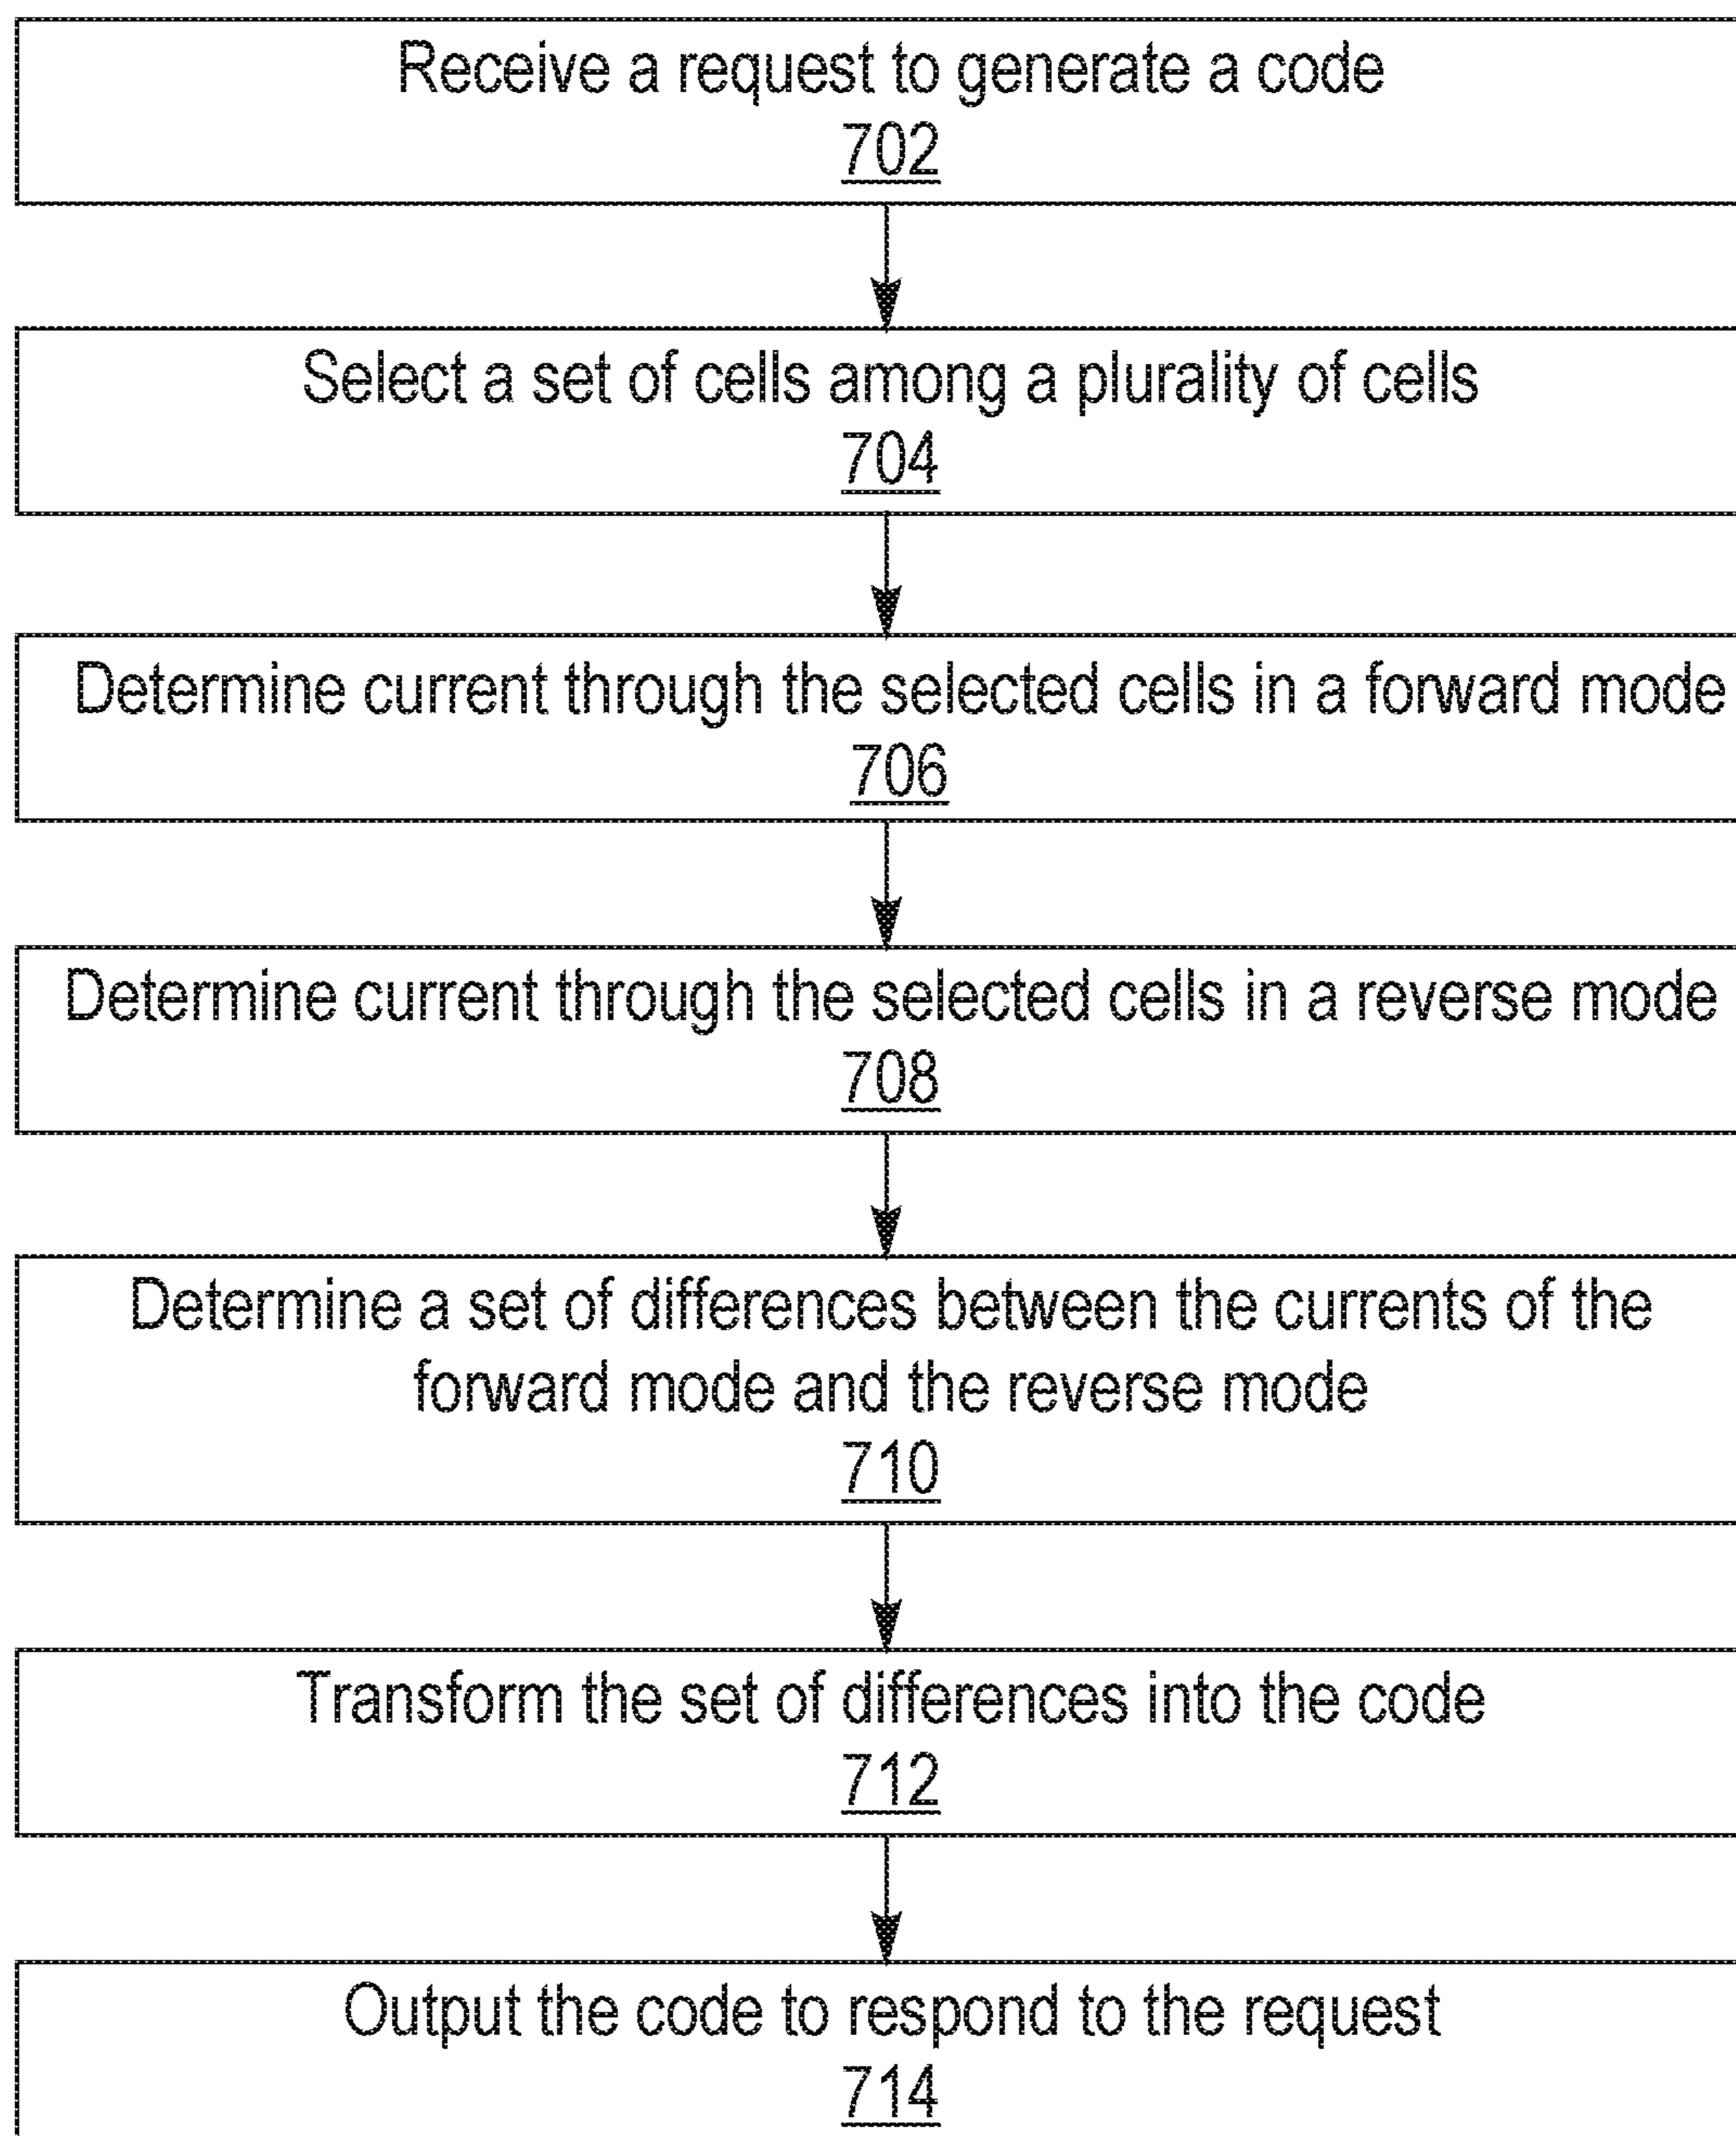 Receive a request to generate a code
702
Select a set of cells among a plurality of cells
704
Determine current through the selected cells in a forward mode
706
Determine current through the selected cells in a reverse mode
708
Determine a set of differences between the currents of the
forward mode and the reverse mode
710
Transform the set of differences into the code
712
Output the code to respond to the request
714